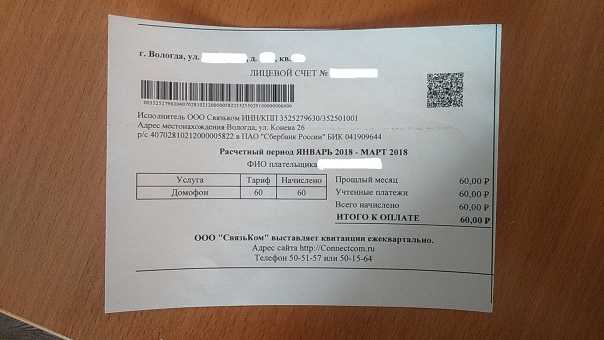 г. Вологда, ул. , д. , кв.
ЛИЦЕВОЙ СЧЕТ №
Исполнитель ООО Связьком ИНН/КПП 3525279630/352501001
Адрес местонахождения Вологда, ул. Конева 26
р/с 40702810212000005822 в ПАО "Сбербанк России" БИК 041909644
Расчетный период ЯНВАРЬ 2018 - МАРТ 2018
ФИО плательщика
Услуга Тариф Начислено
Домофон 60 60
Прошлый месяц 60,00 ₽
Учтенные платежи 60,00 ₽
Всего начислено 60,00 ₽
ИТОГО К ОПЛАТЕ 60,00 ₽
ООО "СвязьКом" выставляет квитанции ежеквартально.
Адрес сайта http://Connectcom.ru
Телефон 50-51-57 или 50-15-64